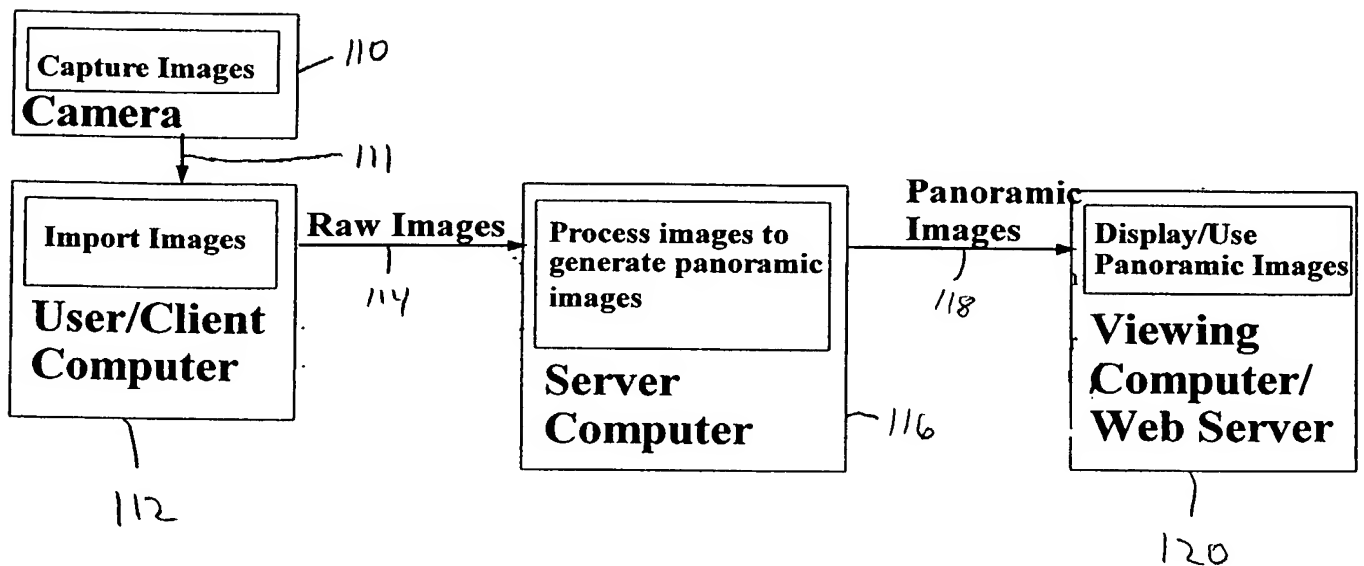 Capture Images
Camera
110
111
Import Images
User/Client
Computer
112
Raw Images
114
Process images to
generate panoramic
images
Server
Computer
116
Panoramic
Images
118
Display/Use
Panoramic Images
Viewing
Computer/
Web Server
120